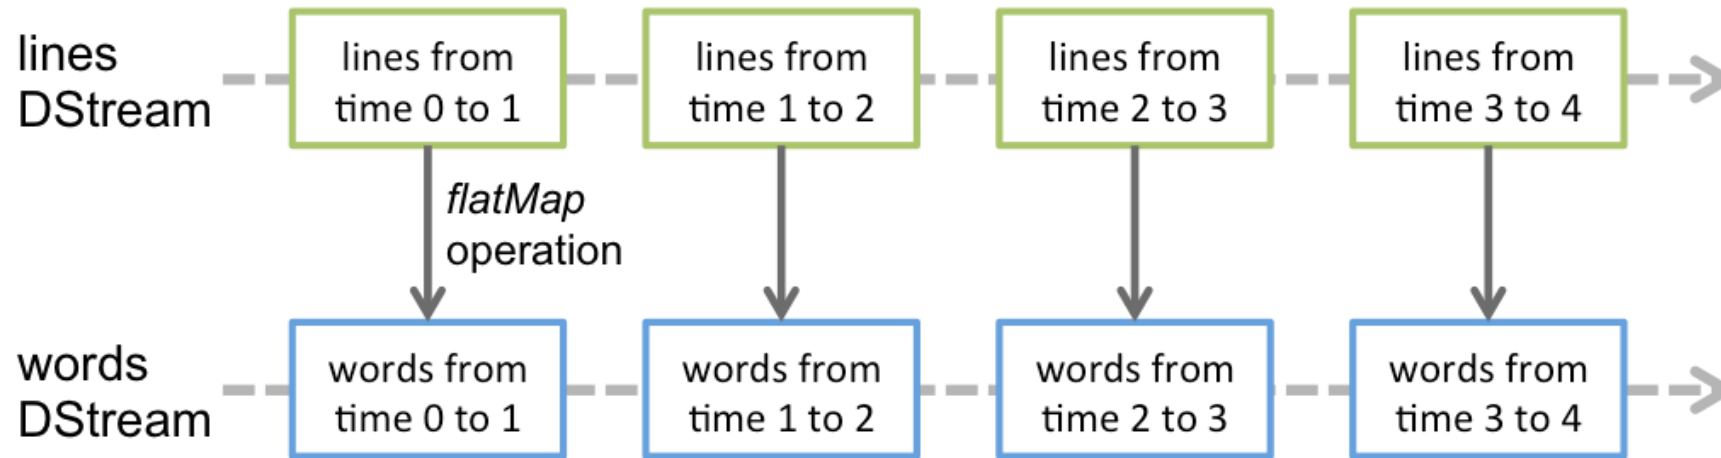 lines
DStream
lines from
time 0 to 1
lines from
time 1 to 2
lines from
time 2 to 3
lines from
time 3 to 4
flatMap
operation
words
DStream
words from
time 0 to 1
words from
time 1 to 2
words from
time 2 to 3
words from
time 3 to 4